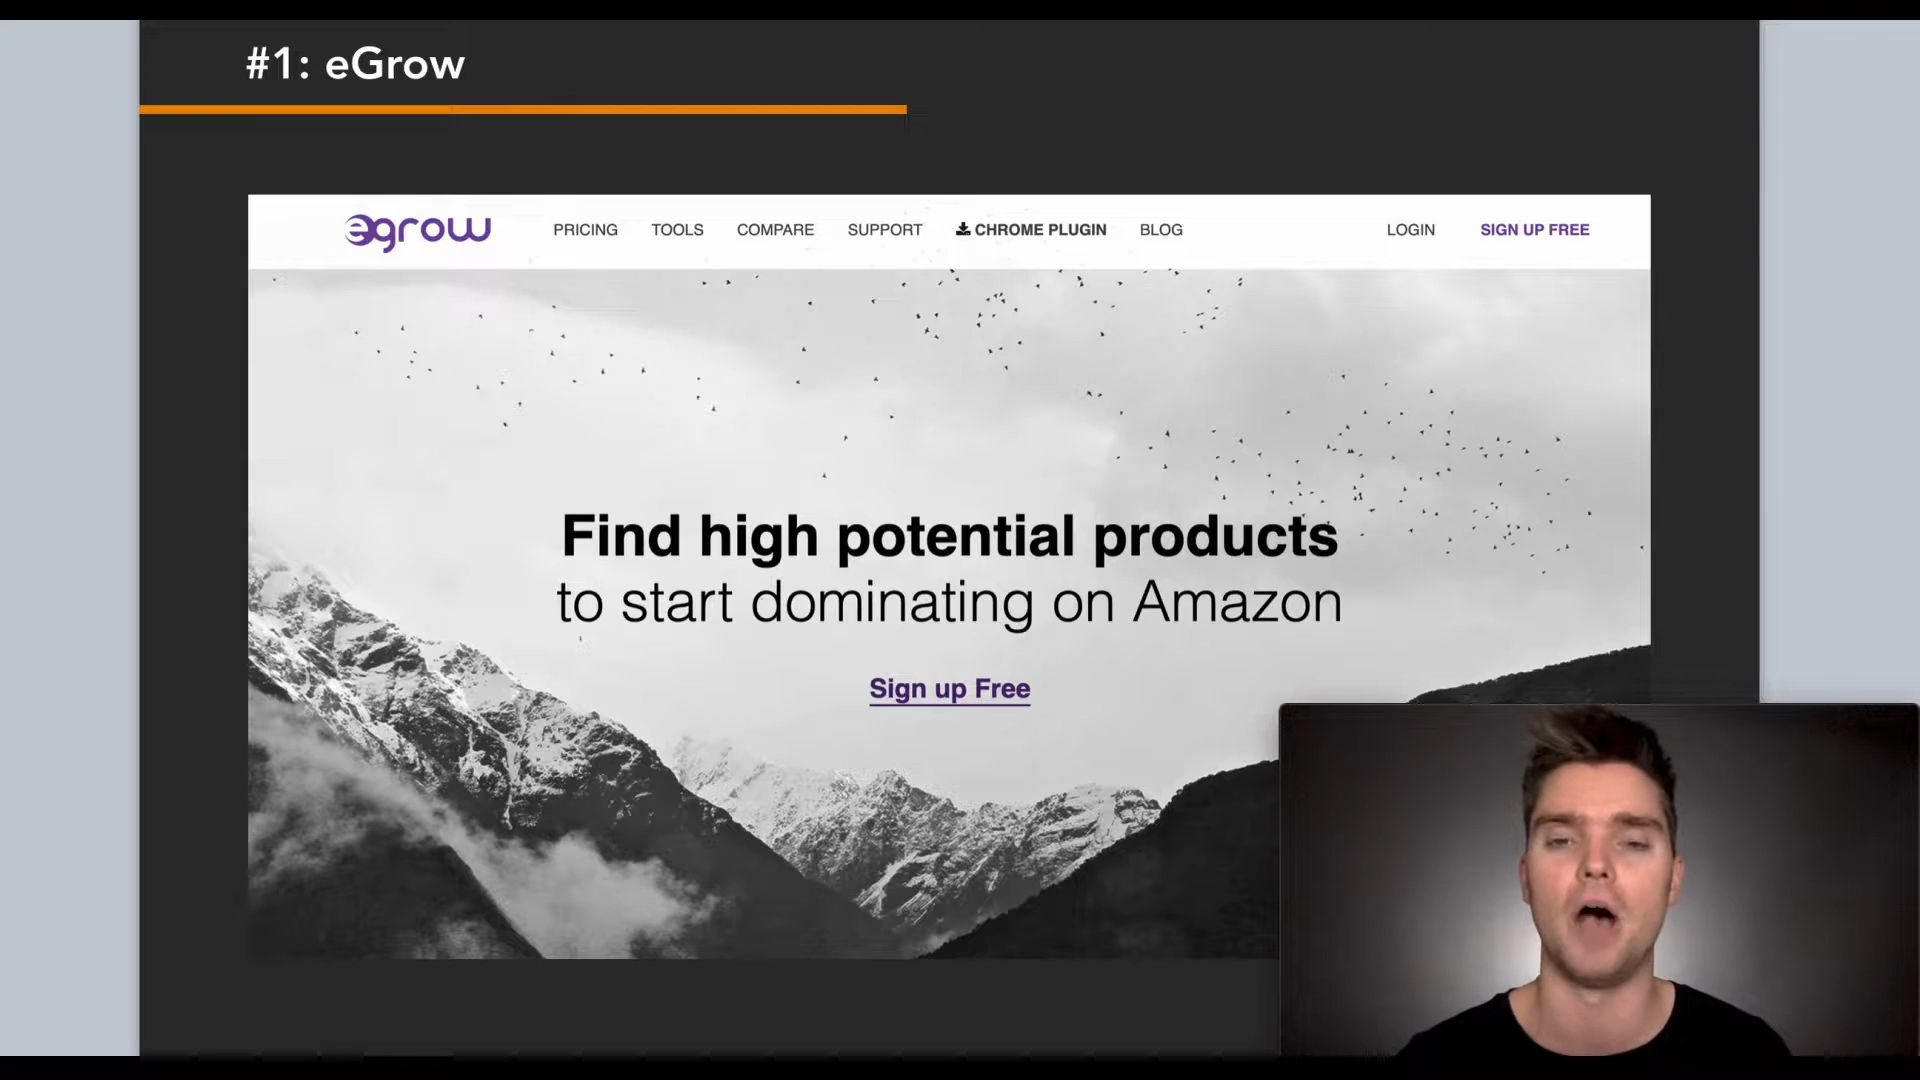 #1: eGrow
egrow PRICING TOOLS COMPARE SUPPORT CHROME PLUGIN BLOG LOGIN SIGN UP FREE
Find high potential products
to start dominating on Amazon
Sign up Free